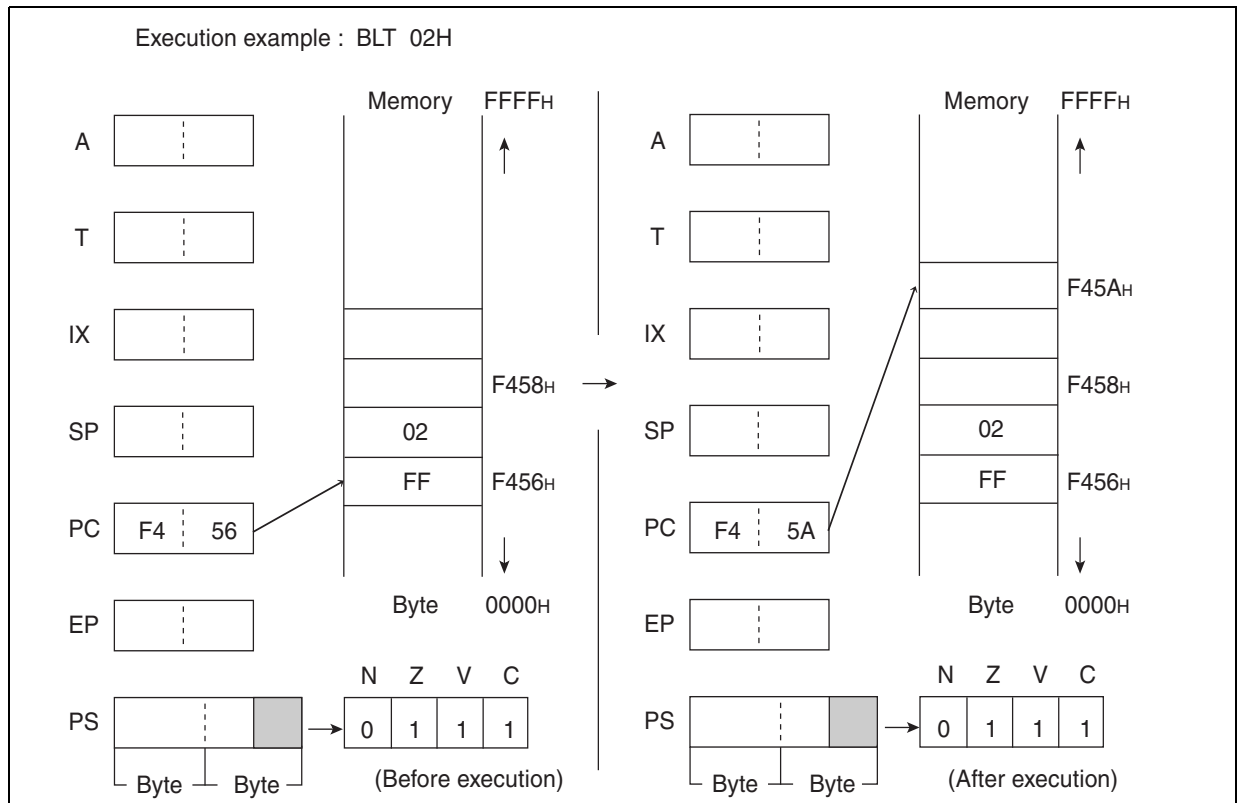 Execution example : BLT 02H
Memory FFFFH
A
T
IX
F458H
SP
02
FF F456H
PC F4 56
Byte 0000H
EP
N Z V C
PS
0 1 1 1
Byte Byte
(Before execution)
Memory FFFFH
A
T
F45AH
IX
F458H
SP
02
FF F456H
PC F4 5A
Byte 0000H
EP
N Z V C
PS
0 1 1 1
Byte Byte
(After execution)